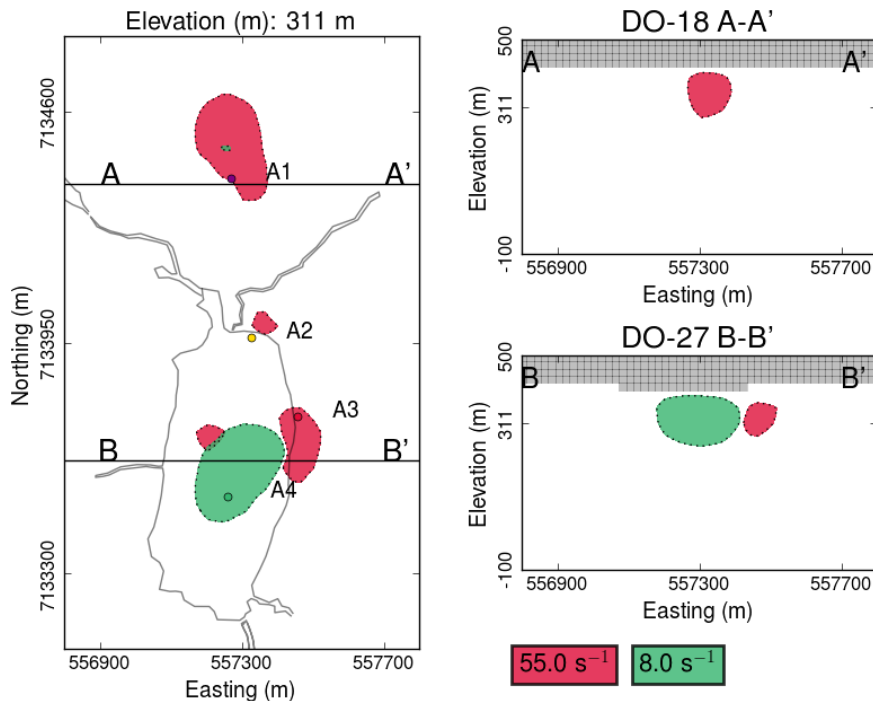 Elevation (m): 311 m
Northing (m)
7134600
7133950
7133300
A
A1
A'
A2
A3
B
B'
A4
556900
557300
557700
Easting (m)
DO-18 A-A'
Elevation (m)
500
311
-100
A
A'
556900
557300
557700
Easting (m)
DO-27 B-B'
Elevation (m)
500
311
-100
B
B'
556900
557300
557700
Easting (m)
55.0 s⁻¹
8.0 s⁻¹